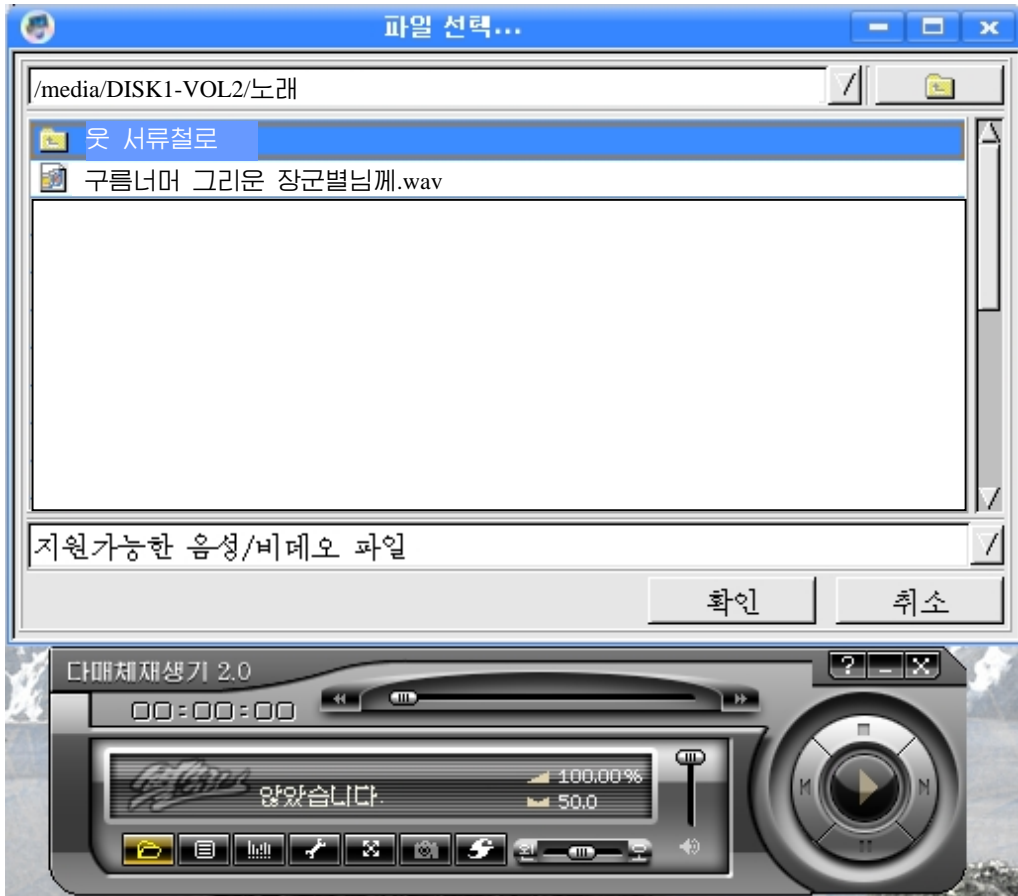 파일 선택...
/media/DISK1-VOL2/노래
웃 서류철로
구름너머 그리운 장군별님께.wav
지원가능한 음성/비데오 파일
확인 취소
다매체재생기 2.0
?
00:00:00
않았습니다.
100.00%
50.0
왼 오